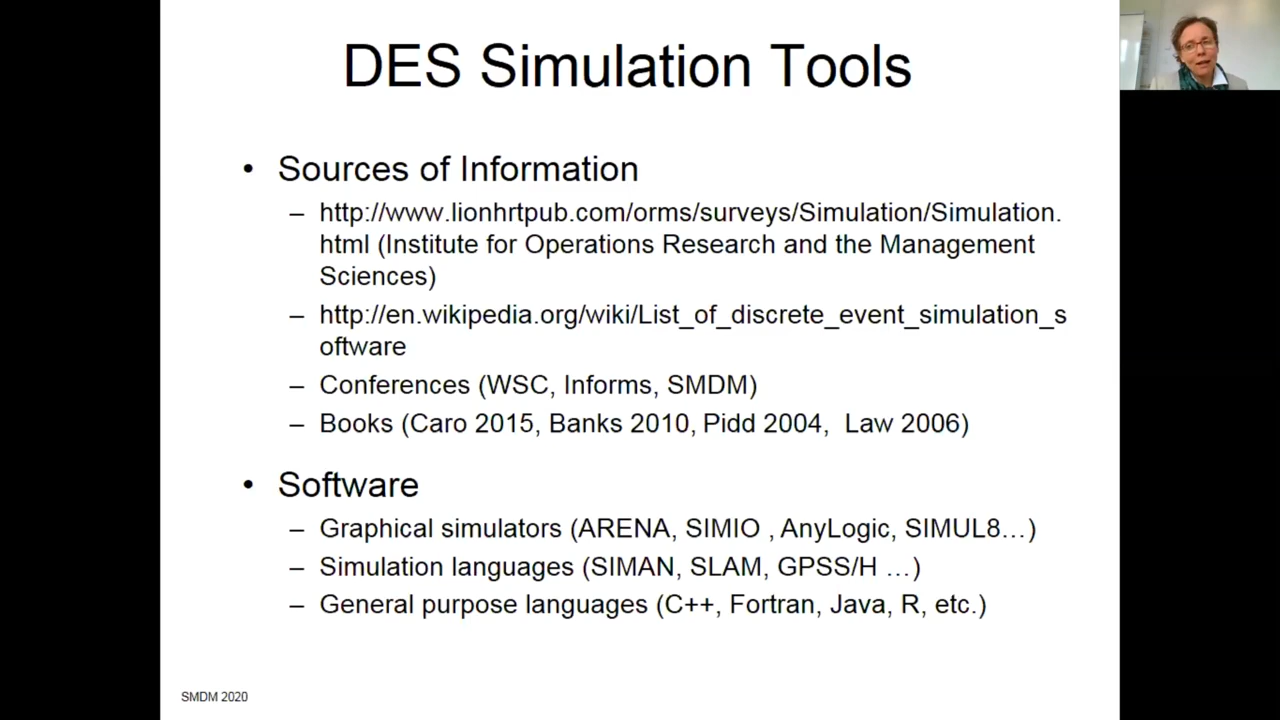 DES Simulation Tools
• Sources of Information
– http://www.lionhrtpub.com/orms/surveys/Simulation/Simulation.
html (Institute for Operations Research and the Management
Sciences)
– http://en.wikipedia.org/wiki/List_of_discrete_event_simulation_s
oftware
– Conferences (WSC, Informs, SMDM)
– Books (Caro 2015, Banks 2010, Pidd 2004,  Law 2006)
• Software
– Graphical simulators (ARENA, SIMIO , AnyLogic, SIMUL8…)
– Simulation languages (SIMAN, SLAM, GPSS/H …)
– General purpose languages (C++, Fortran, Java, R, etc.)
SMDM 2020